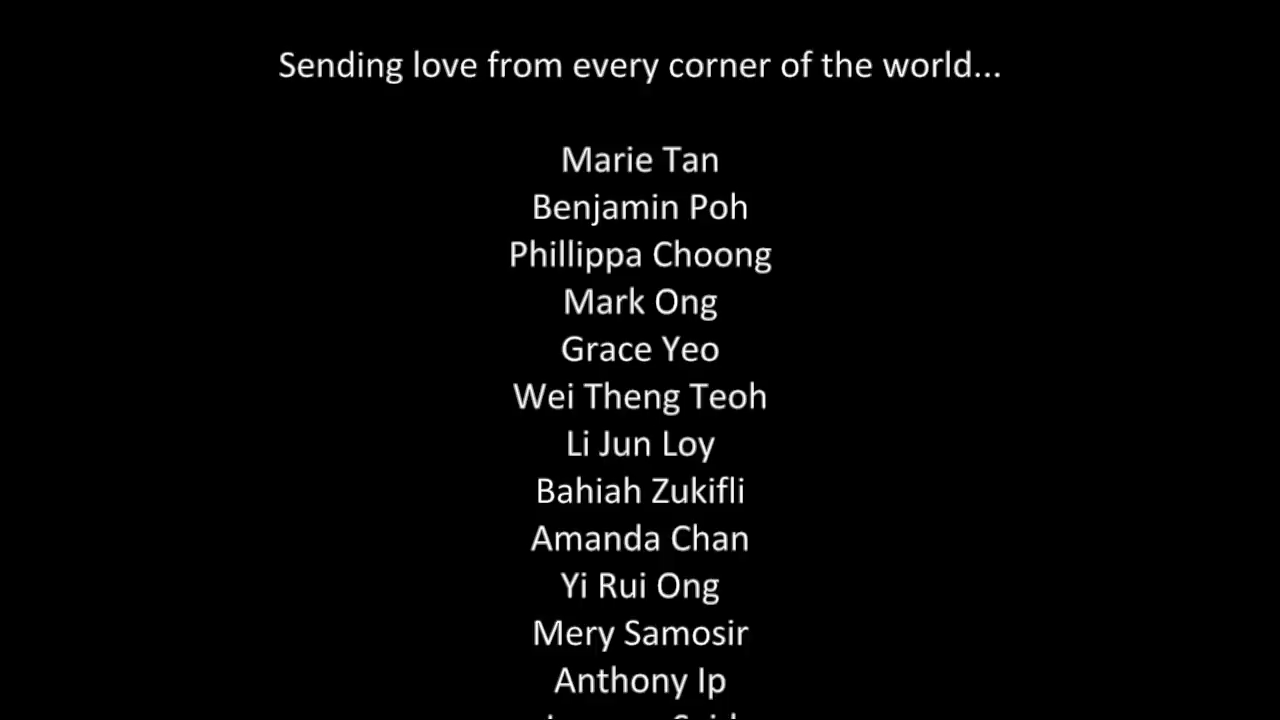 Sending love from every corner of the world...
Marie Tan
Benjamin Poh
Phillippa Choong
Mark Ong
Grace Yeo
Wei Theng Teoh
Li Jun Loy
Bahiah Zukifli
Amanda Chan
Yi Rui Ong
Mery Samosir
Anthony Ip